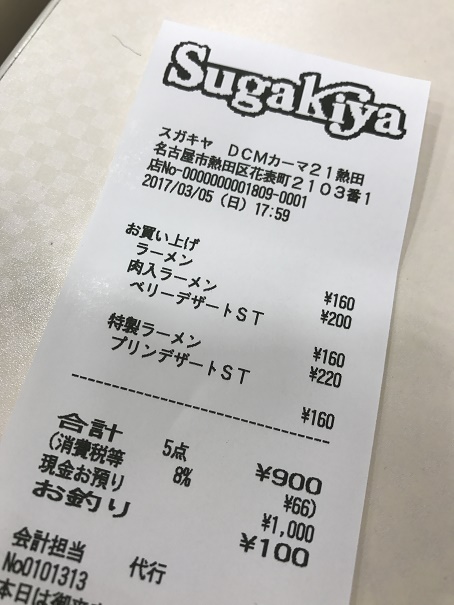 Sugakiya
スガキヤ DCMカーマ21熱田
名古屋市熱田区花表町2103番1
店No-0000000001809-0001
2017/03/05(日) 17:59
お買い上げ
ラーメン ¥160
肉入ラーメン ¥200
ベリーデザートST ¥160
特製ラーメン ¥220
プリンデザートST ¥160
合計 5点 ¥900
(消費税等 8% ¥66)
現金お預り ¥1,000
お釣り ¥100
会計担当 代行
No0101313
本日は御来